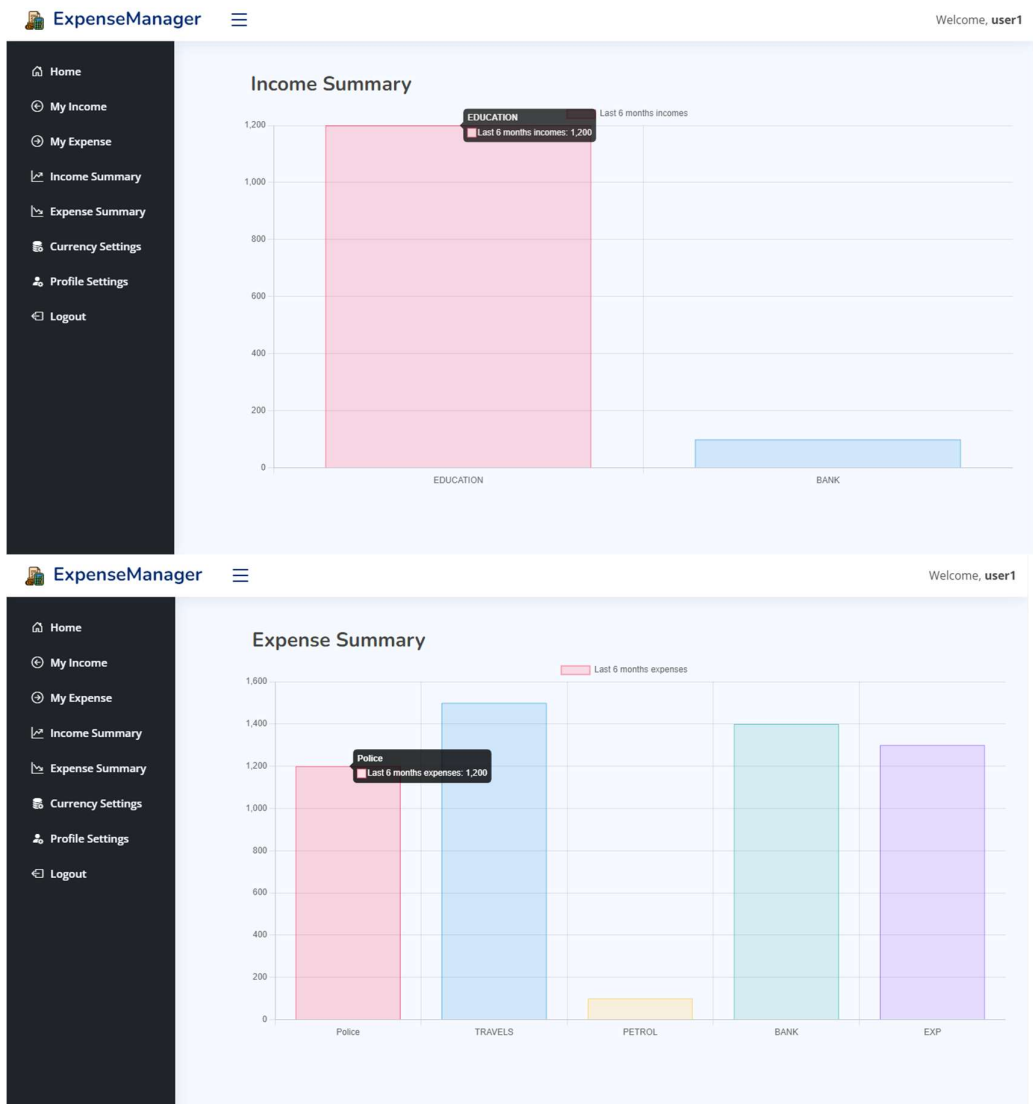 ExpenseManager
Welcome, user1
Home
My Income
My Expense
Income Summary
Expense Summary
Currency Settings
Profile Settings
Logout
Income Summary
Last 6 months incomes
EDUCATION
Last 6 months incomes: 1,200
1,200
1,000
800
600
400
200
0
EDUCATION BANK
ExpenseManager
Welcome, user1
Home
My Income
My Expense
Income Summary
Expense Summary
Currency Settings
Profile Settings
Logout
Expense Summary
Last 6 months expenses
1,600
1,400
1,200
1,000
800
600
400
200
0
Police
Last 6 months expenses: 1,200
Police TRAVELS PETROL BANK EXP